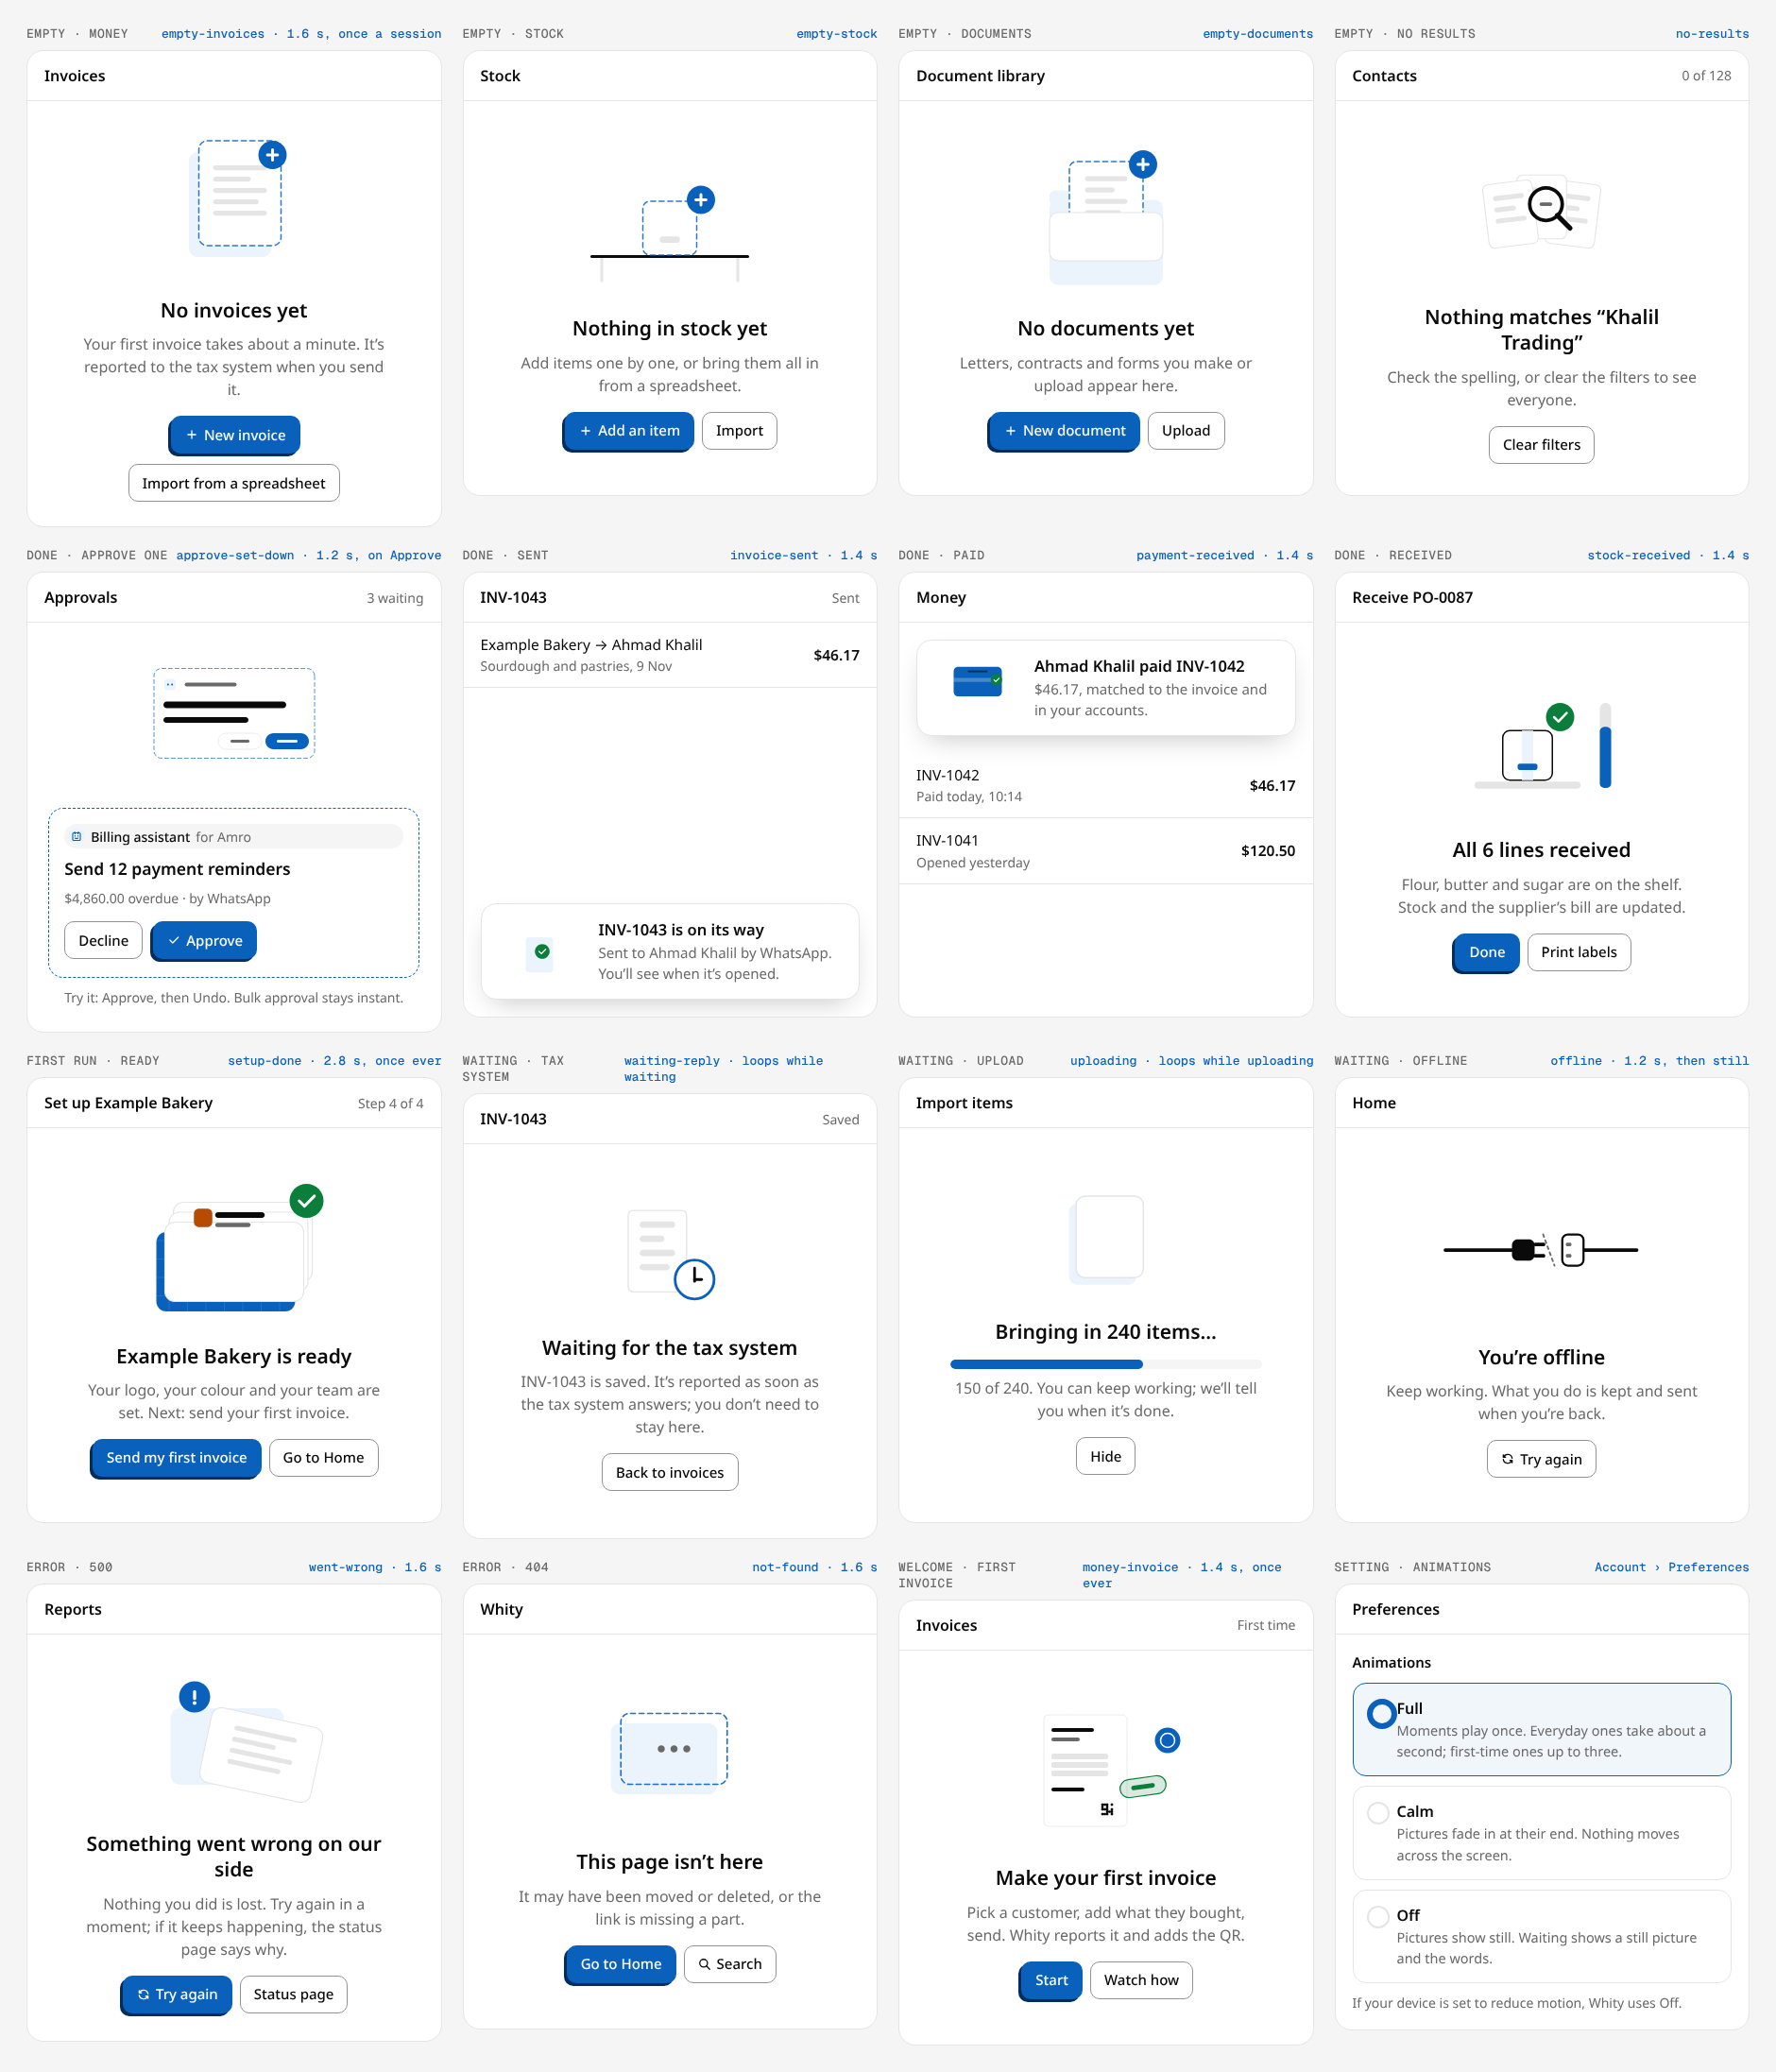 EMPTY · MONEY
empty-invoices · 1.6 s, once a session
Invoices
No invoices yet
Your first invoice takes about a minute. It’s
reported to the tax system when you send
it.
+ New invoice
Import from a spreadsheet
EMPTY · STOCK
empty-stock
Stock
Nothing in stock yet
Add items one by one, or bring them all in
from a spreadsheet.
+ Add an item
Import
EMPTY · DOCUMENTS
empty-documents
Document library
No documents yet
Letters, contracts and forms you make or
upload appear here.
+ New document
Upload
EMPTY · NO RESULTS
no-results
Contacts
0 of 128
Nothing matches “Khalil
Trading”
Check the spelling, or clear the filters to see
everyone.
Clear filters
DONE · APPROVE ONE
approve-set-down · 1.2 s, on Approve
Approvals
3 waiting
Billing assistant for Amro
Send 12 payment reminders
$4,860.00 overdue · by WhatsApp
Decline
Approve
Try it: Approve, then Undo. Bulk approval stays instant.
DONE · SENT
invoice-sent · 1.4 s
INV-1043
Sent
Example Bakery → Ahmad Khalil
Sourdough and pastries, 9 Nov
$46.17
INV-1043 is on its way
Sent to Ahmad Khalil by WhatsApp.
You’ll see when it’s opened.
DONE · PAID
payment-received · 1.4 s
Money
Ahmad Khalil paid INV-1042
$46.17, matched to the invoice and
in your accounts.
INV-1042
Paid today, 10:14
$46.17
INV-1041
Opened yesterday
$120.50
DONE · RECEIVED
stock-received · 1.4 s
Receive PO-0087
All 6 lines received
Flour, butter and sugar are on the shelf.
Stock and the supplier’s bill are updated.
Done
Print labels
FIRST RUN · READY
setup-done · 2.8 s, once ever
Set up Example Bakery
Step 4 of 4
Example Bakery is ready
Your logo, your colour and your team are
set. Next: send your first invoice.
Send my first invoice
Go to Home
WAITING · TAX
SYSTEM
waiting-reply · loops while
waiting
INV-1043
Saved
Waiting for the tax system
INV-1043 is saved. It’s reported as soon as
the tax system answers; you don’t need to
stay here.
Back to invoices
WAITING · UPLOAD
uploading · loops while uploading
Import items
Bringing in 240 items…
150 of 240. You can keep working; we’ll tell
you when it’s done.
Hide
WAITING · OFFLINE
offline · 1.2 s, then still
Home
You’re offline
Keep working. What you do is kept and sent
when you’re back.
Try again
ERROR · 500
went-wrong · 1.6 s
Reports
Something went wrong on our
side
Nothing you did is lost. Try again in a
moment; if it keeps happening, the status
page says why.
Try again
Status page
ERROR · 404
not-found · 1.6 s
Whity
This page isn’t here
It may have been moved or deleted, or the
link is missing a part.
Go to Home
Search
WELCOME · FIRST
INVOICE
money-invoice · 1.4 s, once
ever
Invoices
First time
Make your first invoice
Pick a customer, add what they bought,
send. Whity reports it and adds the QR.
Start
Watch how
SETTING · ANIMATIONS
Account › Preferences
Preferences
Animations
Full
Moments play once. Everyday ones take about a
second; first-time ones up to three.
Calm
Pictures fade in at their end. Nothing moves
across the screen.
Off
Pictures show still. Waiting shows a still picture
and the words.
If your device is set to reduce motion, Whity uses Off.